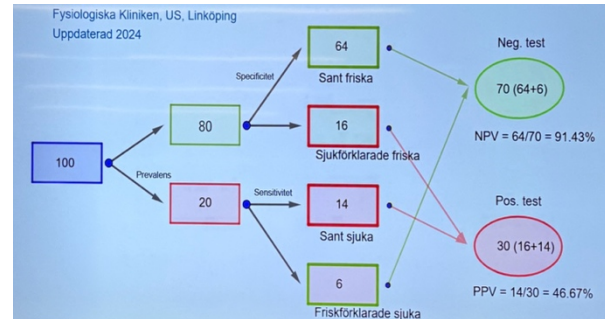 Fysiologiska Kliniken, US, Linköping
Uppdaterad 2024
64
Neg. test
Specificitet
Sant friska
70 (64+6)
80
16
NPV = 64/70 = 91.43%
Sjukförklarade friska
100
Prevalens
Sensitivitet
Pos. test
20
14
Sant sjuka
30 (16+14)
6
PPV = 14/30 = 46.67%
Friskförklarade sjuka